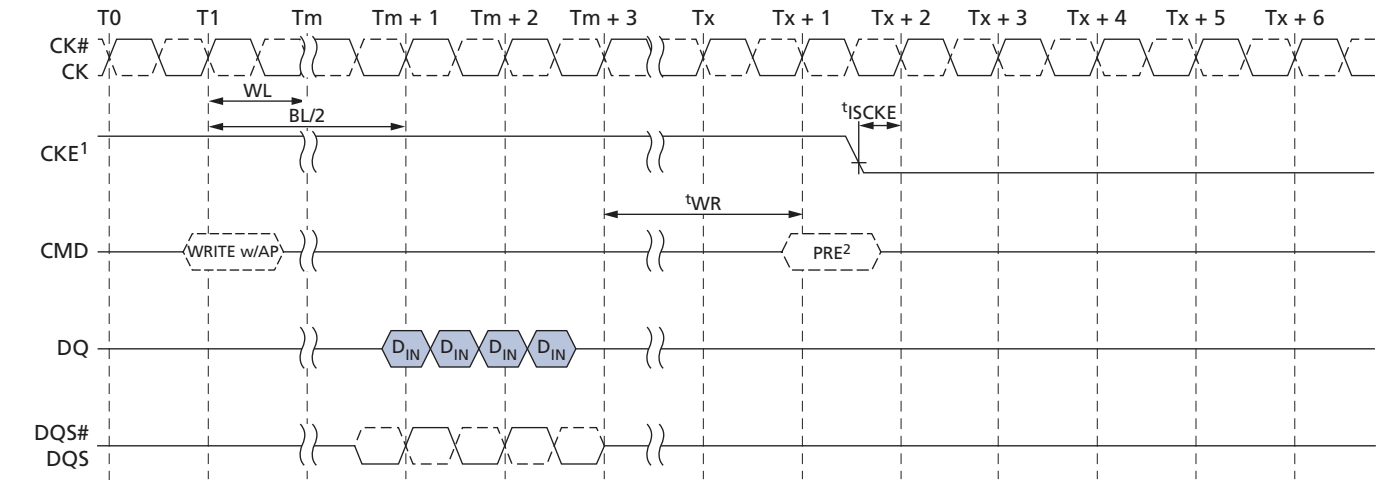 T0 T1 Tm Tm + 1 Tm + 2 Tm + 3 Tx Tx + 1 Tx + 2 Tx + 3 Tx + 4 Tx + 5 Tx + 6
CK#
CK
WL
BL/2
tISCKE
CKE1
tWR
CMD WRITE w/AP PRE2
DQ DIN DIN DIN DIN
DQS#
DQS